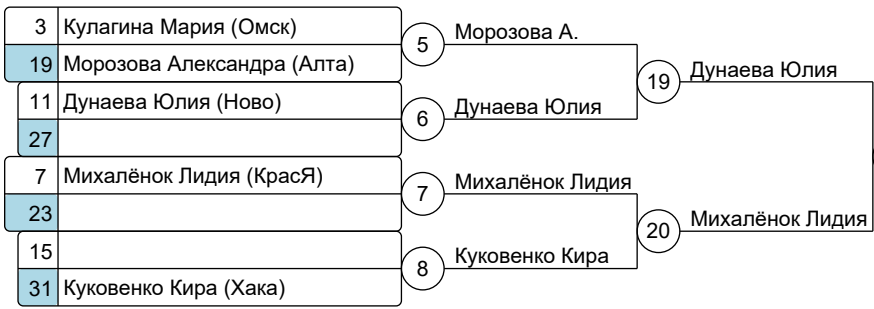 3 Кулагина Мария (Омск)
19 Морозова Александра (Алта)
5 Морозова А.
11 Дунаева Юлия (Ново)
27
6 Дунаева Юлия
19 Дунаева Юлия
7 Михалёнок Лидия (КрасЯ)
23
7 Михалёнок Лидия
15
31 Куковенко Кира (Хака)
8 Куковенко Кира
20 Михалёнок Лидия